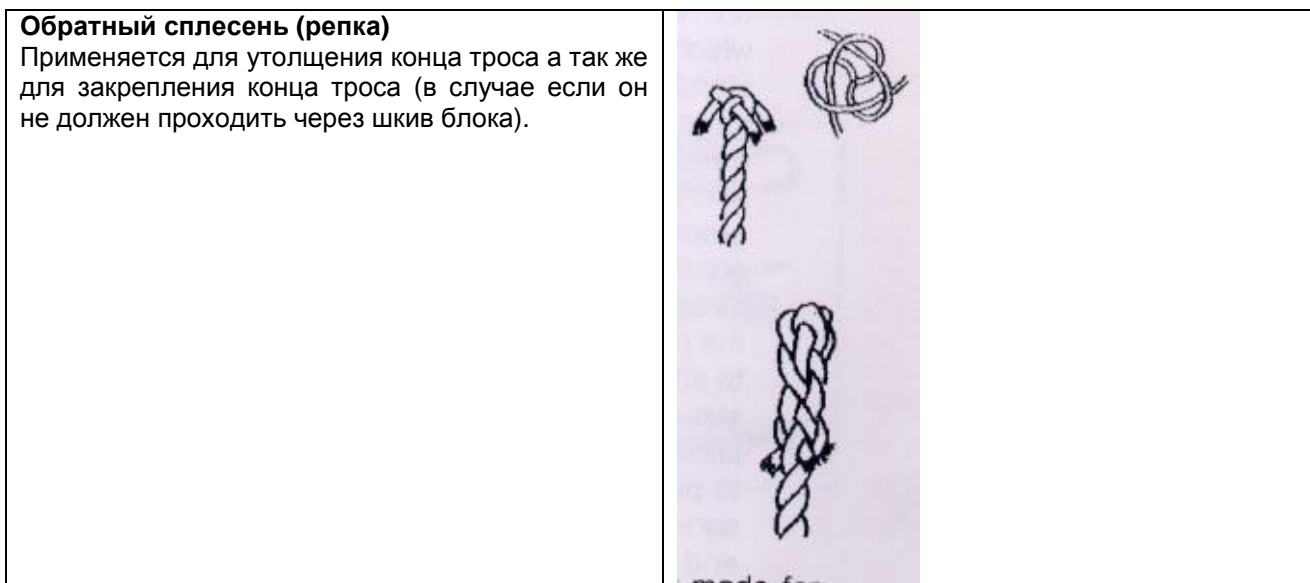 Обратный сплесень (репка)
Применяется для утолщения конца троса а так же
для закрепления конца троса (в случае если он
не должен проходить через шкив блока).
made for